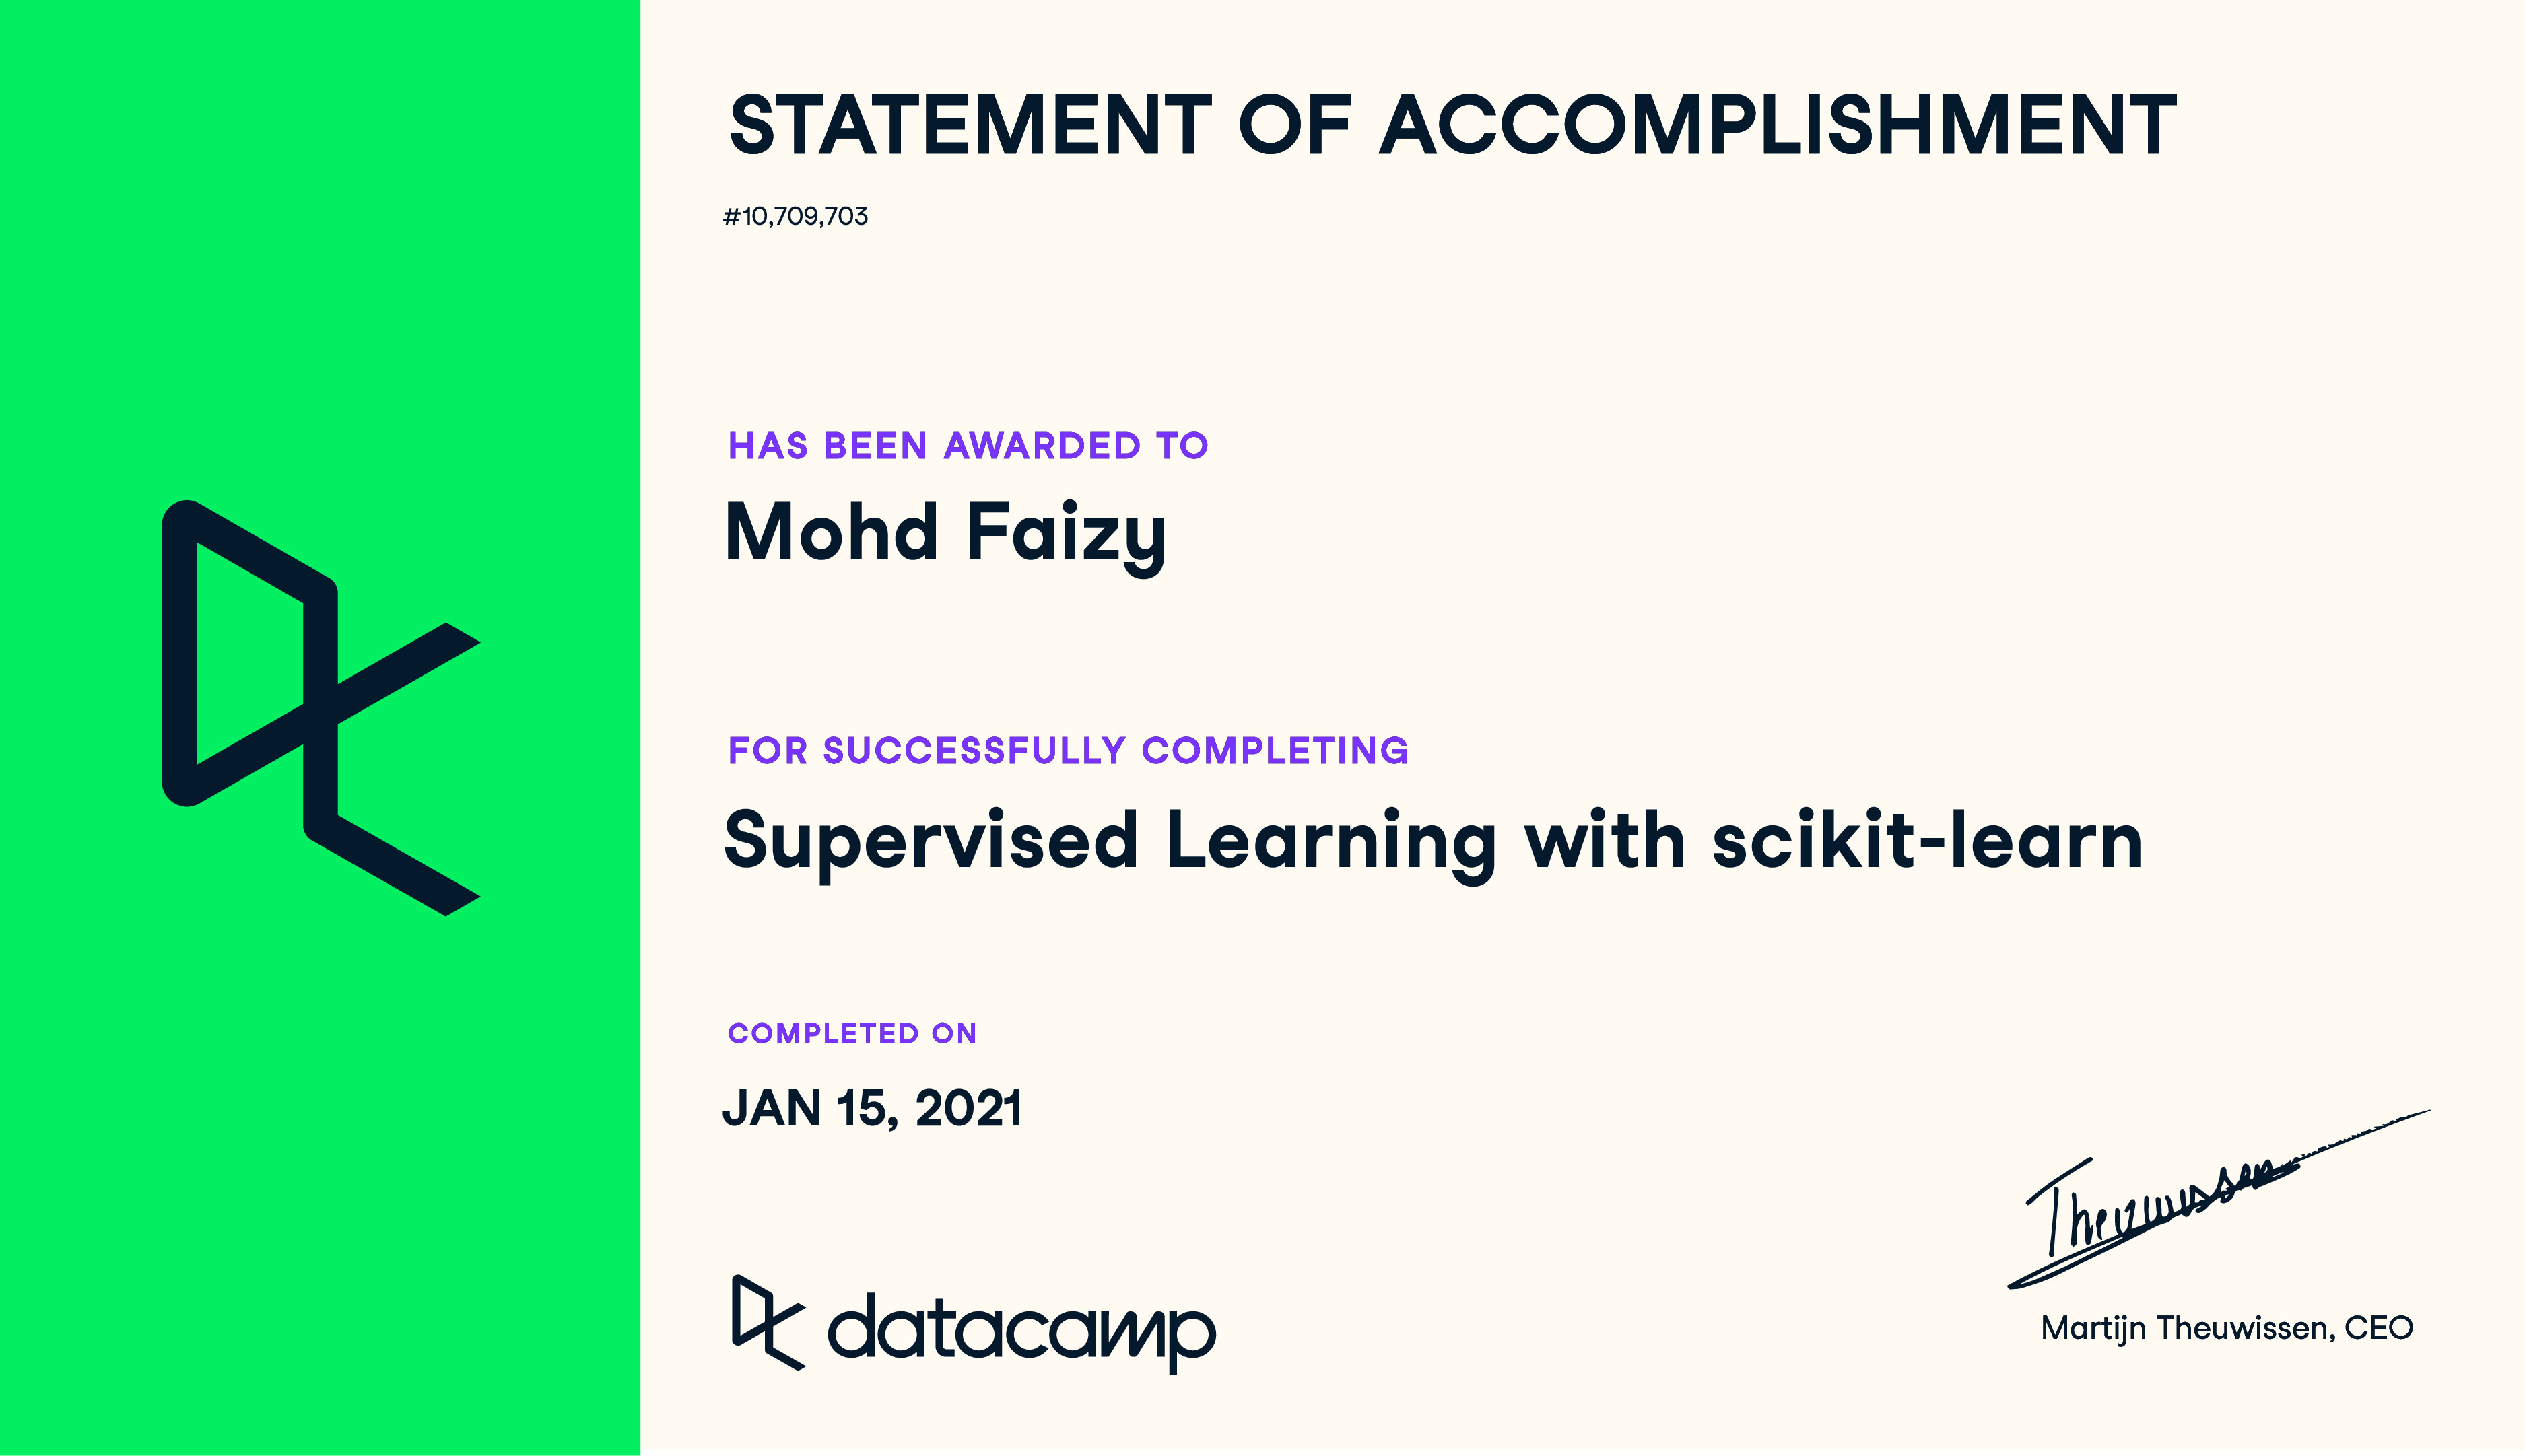 STATEMENT OF ACCOMPLISHMENT
#10,709,703
HAS BEEN AWARDED TO
Mohd Faizy
FOR SUCCESSFULLY COMPLETING
Supervised Learning with scikit-learn
COMPLETED ON
JAN 15, 2021
Theuwissen
datacamp
Martijn Theuwissen, CEO